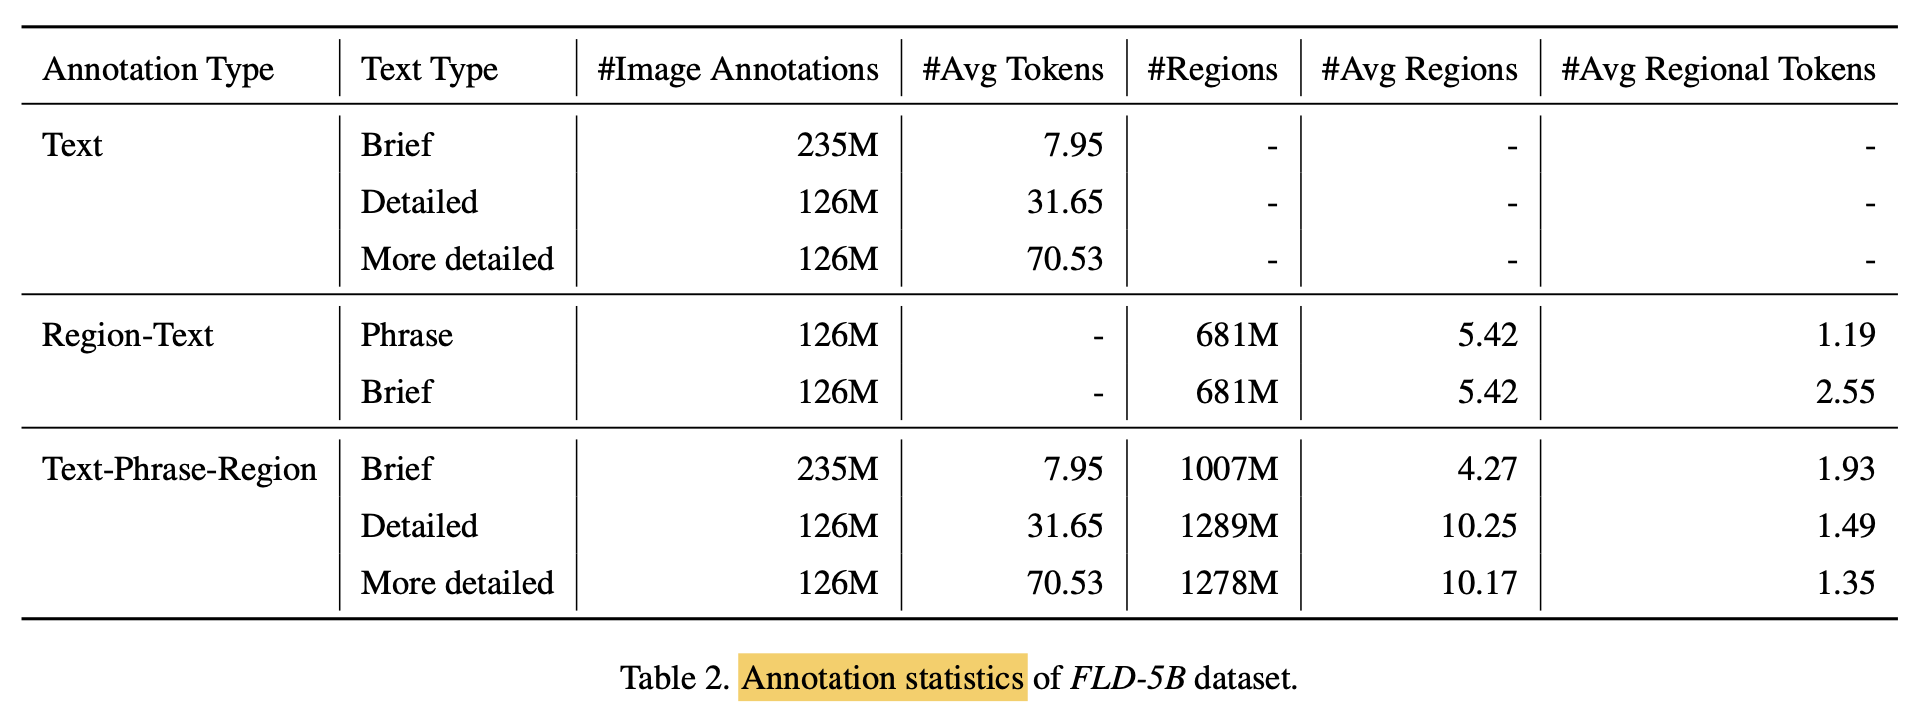 Annotation Type Text Type #Image Annotations #Avg Tokens #Regions #Avg Regions #Avg Regional Tokens
Text Brief 235M 7.95 - - -
Detailed 126M 31.65 - - -
More detailed 126M 70.53 - - -
Region-Text Phrase 126M - 681M 5.42 1.19
Brief 126M - 681M 5.42 2.55
Text-Phrase-Region Brief 235M 7.95 1007M 4.27 1.93
Detailed 126M 31.65 1289M 10.25 1.49
More detailed 126M 70.53 1278M 10.17 1.35
Table 2. Annotation statistics of FLD-5B dataset.